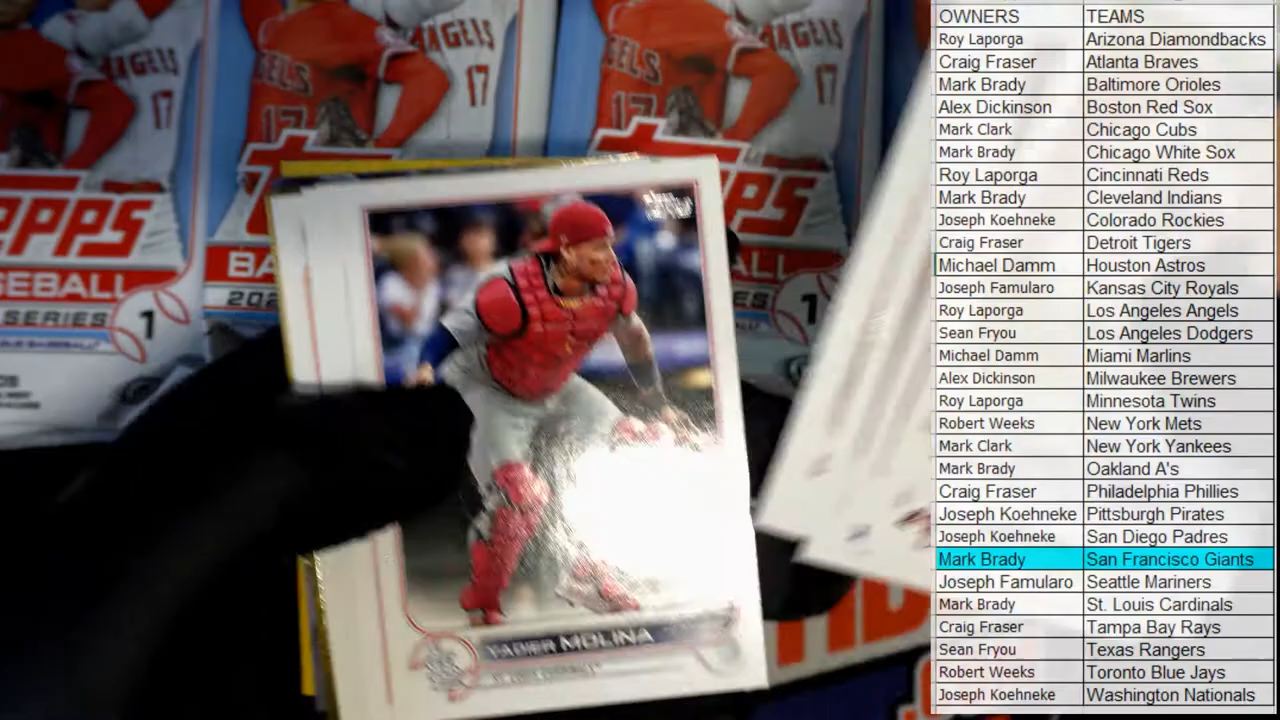 ANGELS
17
ANGELS
17
ANGELS
17
ANGELS
17
TOPPS
BASEBALL
SERIES 1
2022
SERIES 1
YADIER MOLINA
OWNERS TEAMS
Roy Laporga Arizona Diamondbacks
Craig Fraser Atlanta Braves
Mark Brady Baltimore Orioles
Alex Dickinson Boston Red Sox
Mark Clark Chicago Cubs
Mark Brady Chicago White Sox
Roy Laporga Cincinnati Reds
Mark Brady Cleveland Indians
Joseph Koehneke Colorado Rockies
Craig Fraser Detroit Tigers
Michael Damm Houston Astros
Joseph Famularo Kansas City Royals
Roy Laporga Los Angeles Angels
Sean Fryou Los Angeles Dodgers
Michael Damm Miami Marlins
Alex Dickinson Milwaukee Brewers
Roy Laporga Minnesota Twins
Robert Weeks New York Mets
Mark Clark New York Yankees
Mark Brady Oakland A's
Craig Fraser Philadelphia Phillies
Joseph Koehneke Pittsburgh Pirates
Joseph Koehneke San Diego Padres
Mark Brady San Francisco Giants
Joseph Famularo Seattle Mariners
Mark Brady St. Louis Cardinals
Craig Fraser Tampa Bay Rays
Sean Fryou Texas Rangers
Robert Weeks Toronto Blue Jays
Joseph Koehneke Washington Nationals